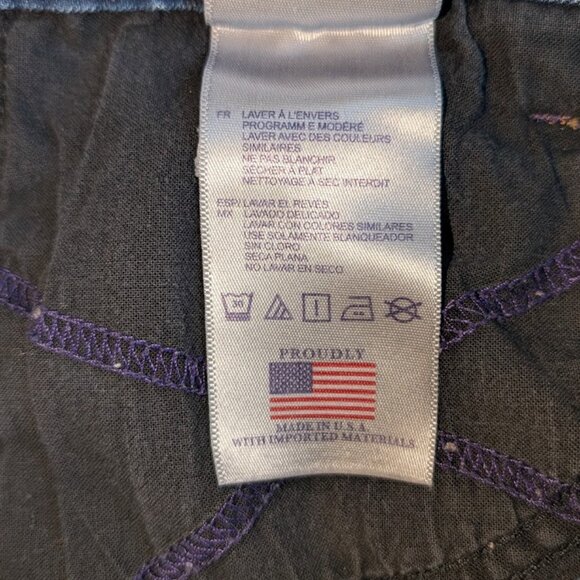 FR LAVER À L'ENVERS
PROGRAMM E MODÉRÉ
LAVER AVEC DES COULEURS
SIMILAIRES
NE PAS BLANCHIR
SÉCHER À PLAT
NETTOYAGE A SEC INTERDIT
ESP/ LAVAR EL REVÉS
MX LAVADO DELICADO
LAVAR CON COLORES SIMILARES
USE SOLAMENTE BLANQUEADOR
SIN CLORO
SECA PLANA
NO LAVAR EN SECO
30
PROUDLY
MADE IN U.S.A
WITH IMPORTED MATERIALS